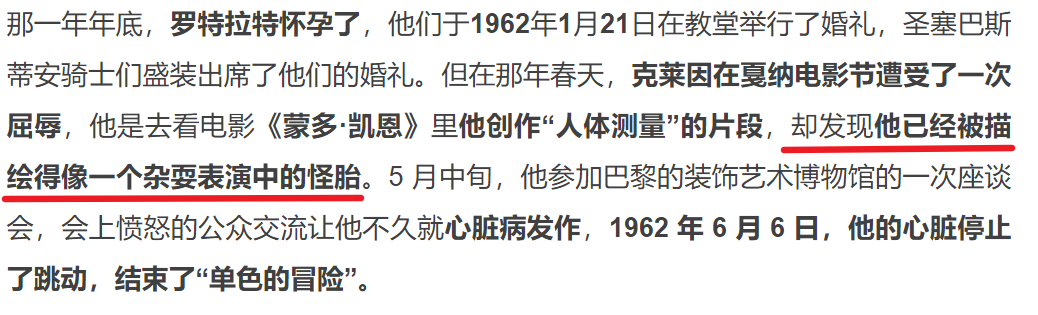 那一年年底，罗特拉特怀孕了，他们于1962年1月21日在教堂举行了婚礼，圣塞巴斯
蒂安骑士们盛装出席了他们的婚礼。但在那年春天，克莱因在戛纳电影节遭受了一次
屈辱，他是去看电影《蒙多·凯恩》里他创作“人体测量”的片段，却发现他已经被描
绘得像一个杂耍表演中的怪胎。5 月中旬，他参加巴黎的装饰艺术博物馆的一次座谈
会，会上愤怒的公众交流让他不久就心脏病发作，1962 年 6 月 6 日，他的心脏停止
了跳动，结束了“单色的冒险”。